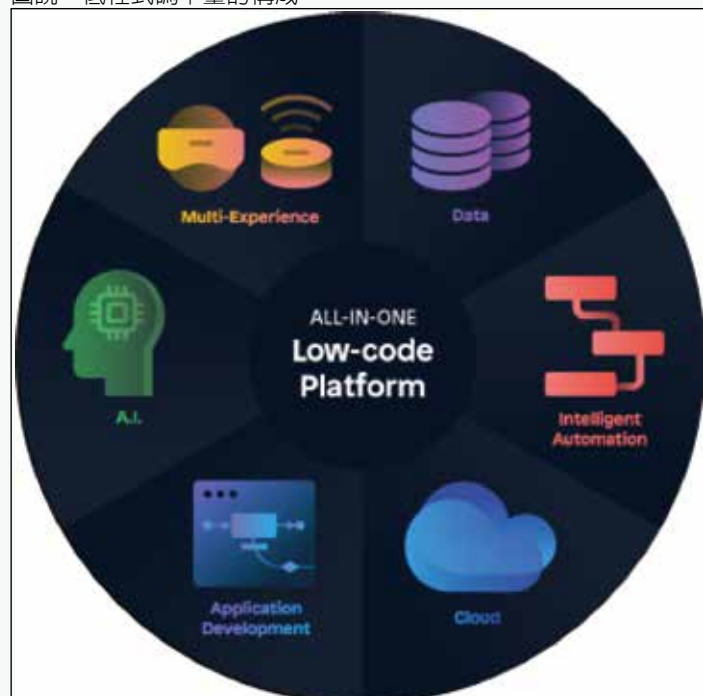 Multi-Experience
Data
A.I.
ALL-IN-ONE
Low-code
Platform
Intelligent
Automation
Application
Development
Cloud